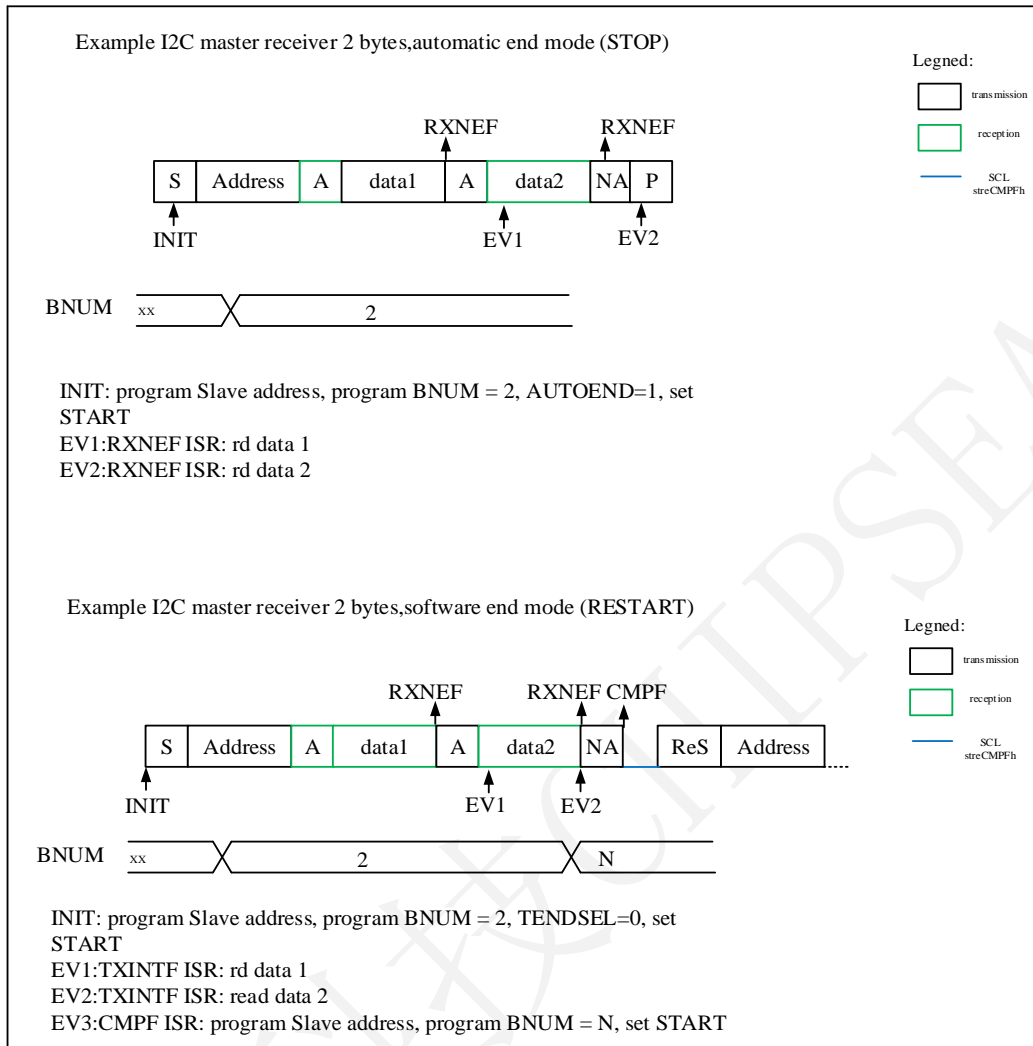 Example I2C master receiver 2 bytes,automatic end mode (STOP)
Legned:
transmission
reception
SCL
streCMPFh
RXNEF RXNEF
S Address A data1 A data2 NA P
INIT EV1 EV2
BNUM xx 2
INIT: program Slave address, program BNUM = 2, AUTOEND=1, set
START
EV1:RXNEF ISR: rd data 1
EV2:RXNEF ISR: rd data 2
Example I2C master receiver 2 bytes,software end mode (RESTART)
Legned:
transmission
reception
SCL
streCMPFh
RXNEF RXNEF CMPF
S Address A data1 A data2 NA ReS Address
INIT EV1 EV2
BNUM xx 2 N
INIT: program Slave address, program BNUM = 2, TENDSEL=0, set
START
EV1:TXINTF ISR: rd data 1
EV2:TXINTF ISR: read data 2
EV3:CMPF ISR: program Slave address, program BNUM = N, set START